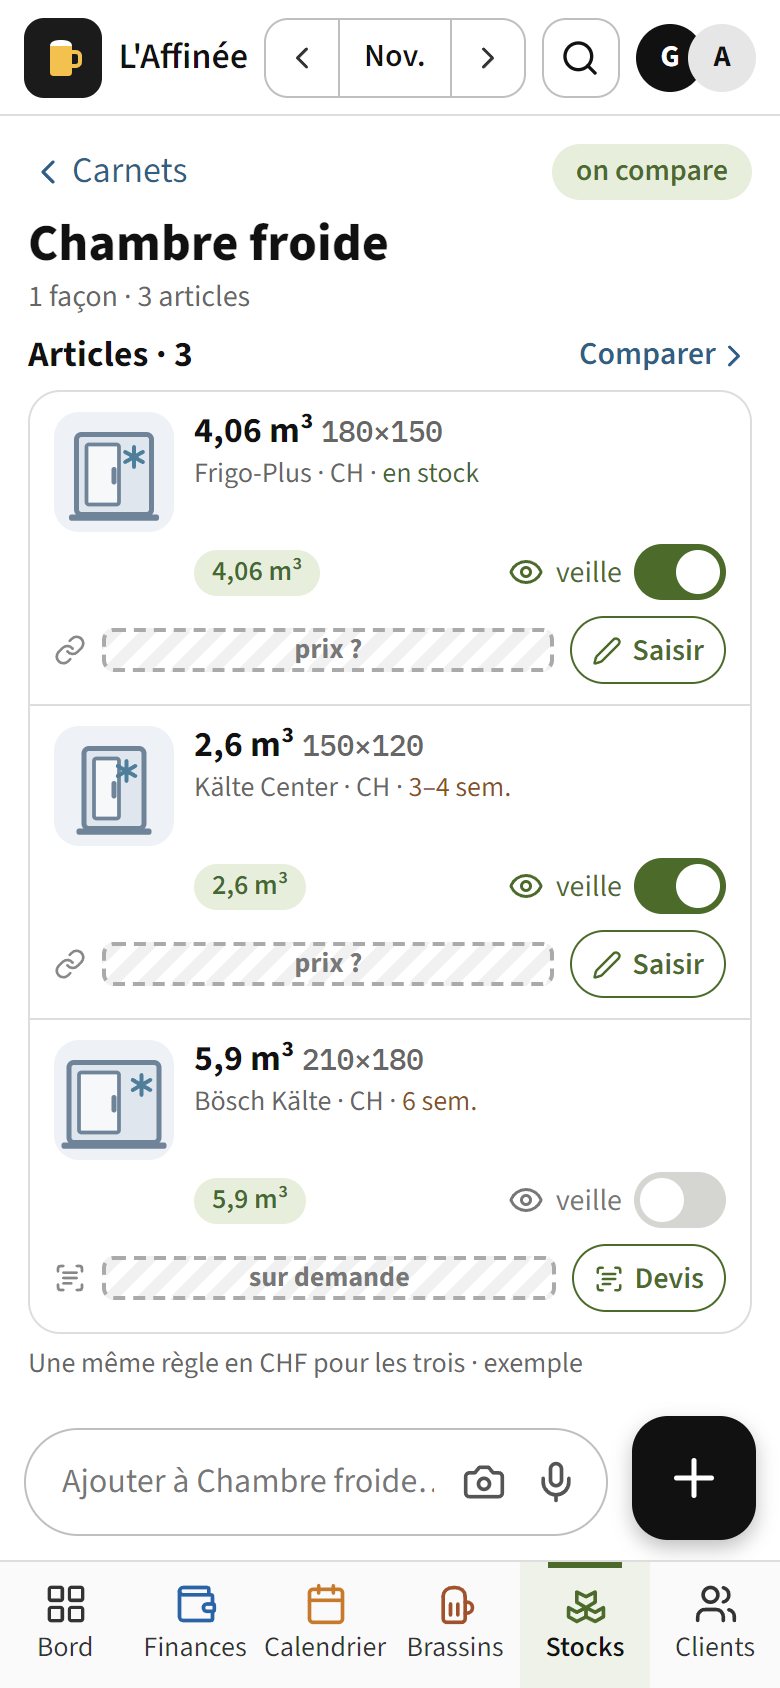 L'Affinée
Nov.
G
A
Carnets
on compare
Chambre froide
1 façon · 3 articles
Articles · 3
Comparer
4,06 m³ 180×150
Frigo-Plus · CH · en stock
4,06 m³
veille
prix ?
Saisir
2,6 m³ 150×120
Kälte Center · CH · 3–4 sem.
2,6 m³
veille
prix ?
Saisir
5,9 m³ 210×180
Bösch Kälte · CH · 6 sem.
5,9 m³
veille
sur demande
Devis
Une même règle en CHF pour les trois · exemple
Ajouter à Chambre froide..
Bord
Finances
Calendrier
Brassins
Stocks
Clients